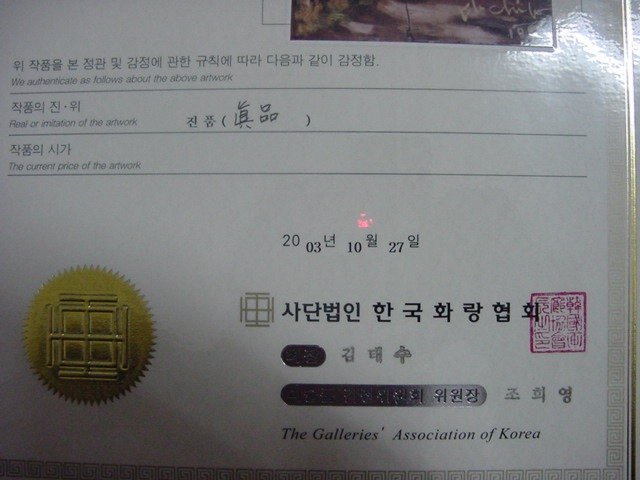 위 작품을 본 정관 및 감정에 관한 규칙에 따라 다음과 같이 감정함.
We authenticate as follows about the above artwork
작품의 진·위
Real or imitation of the artwork
진 품 ( 眞品 )
작품의 시가
The current price of the artwork
20 03년 10월 27일
사단법인 한국화랑협회
회장 김태수
위원장 조희영
The Galleries' Association of Korea